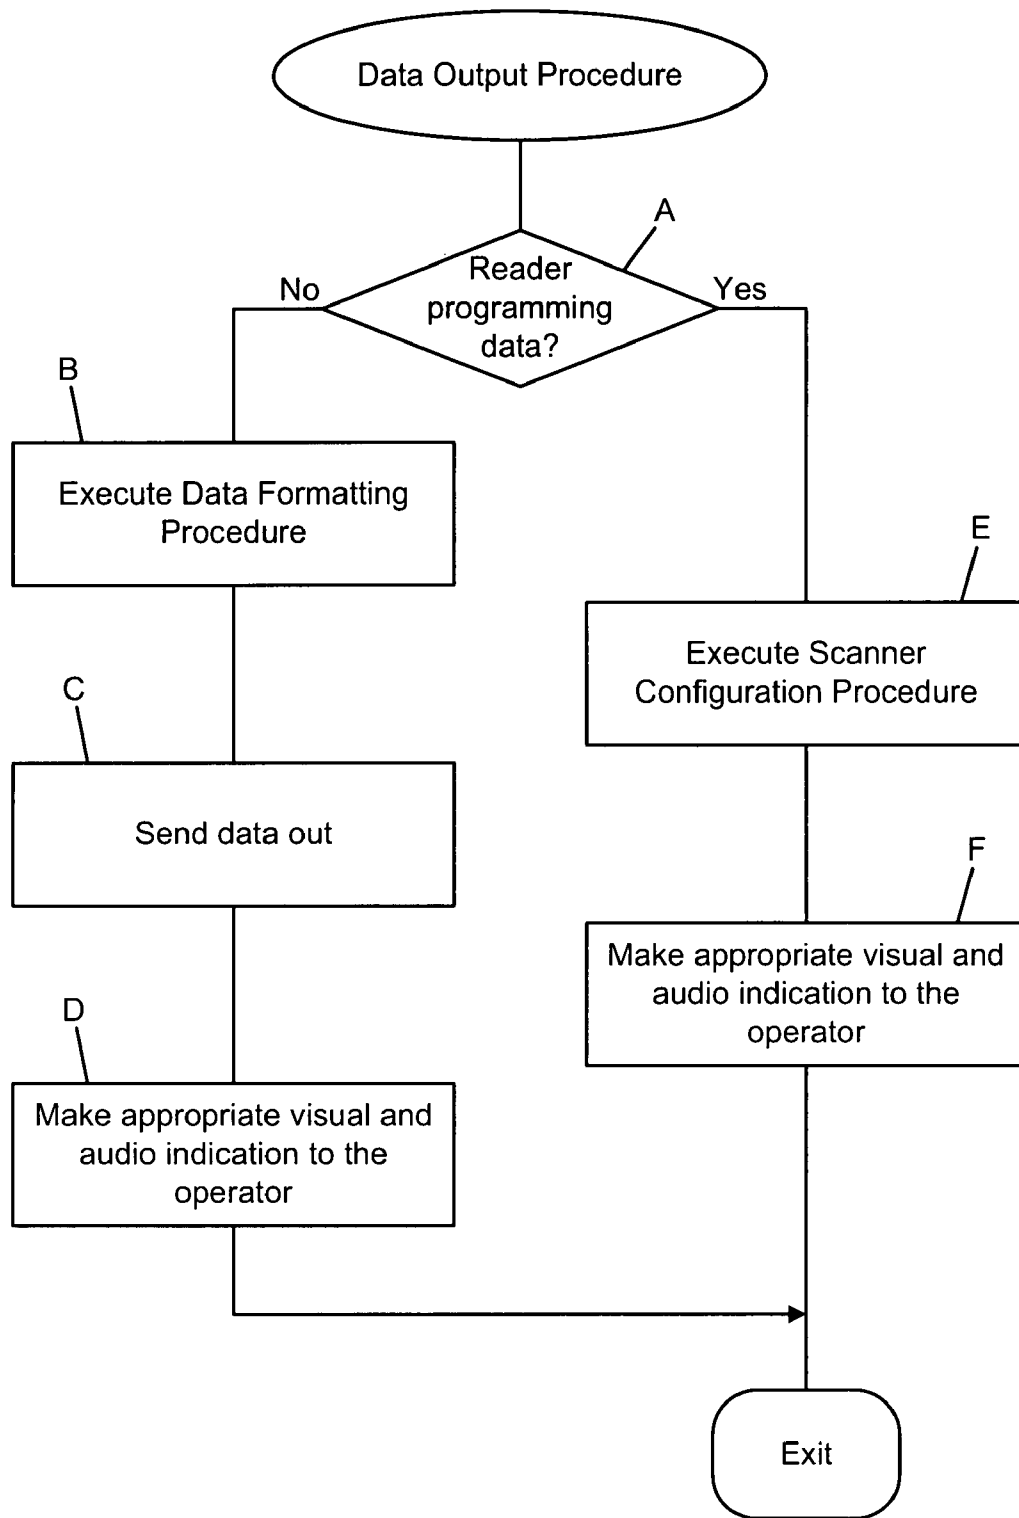 Data Output Procedure
A
Reader
programming
data?
No
Yes
B
Execute Data Formatting
Procedure
E
Execute Scanner
Configuration Procedure
C
Send data out
F
Make appropriate visual and
audio indication to the
operator
D
Make appropriate visual and
audio indication to the
operator
Exit